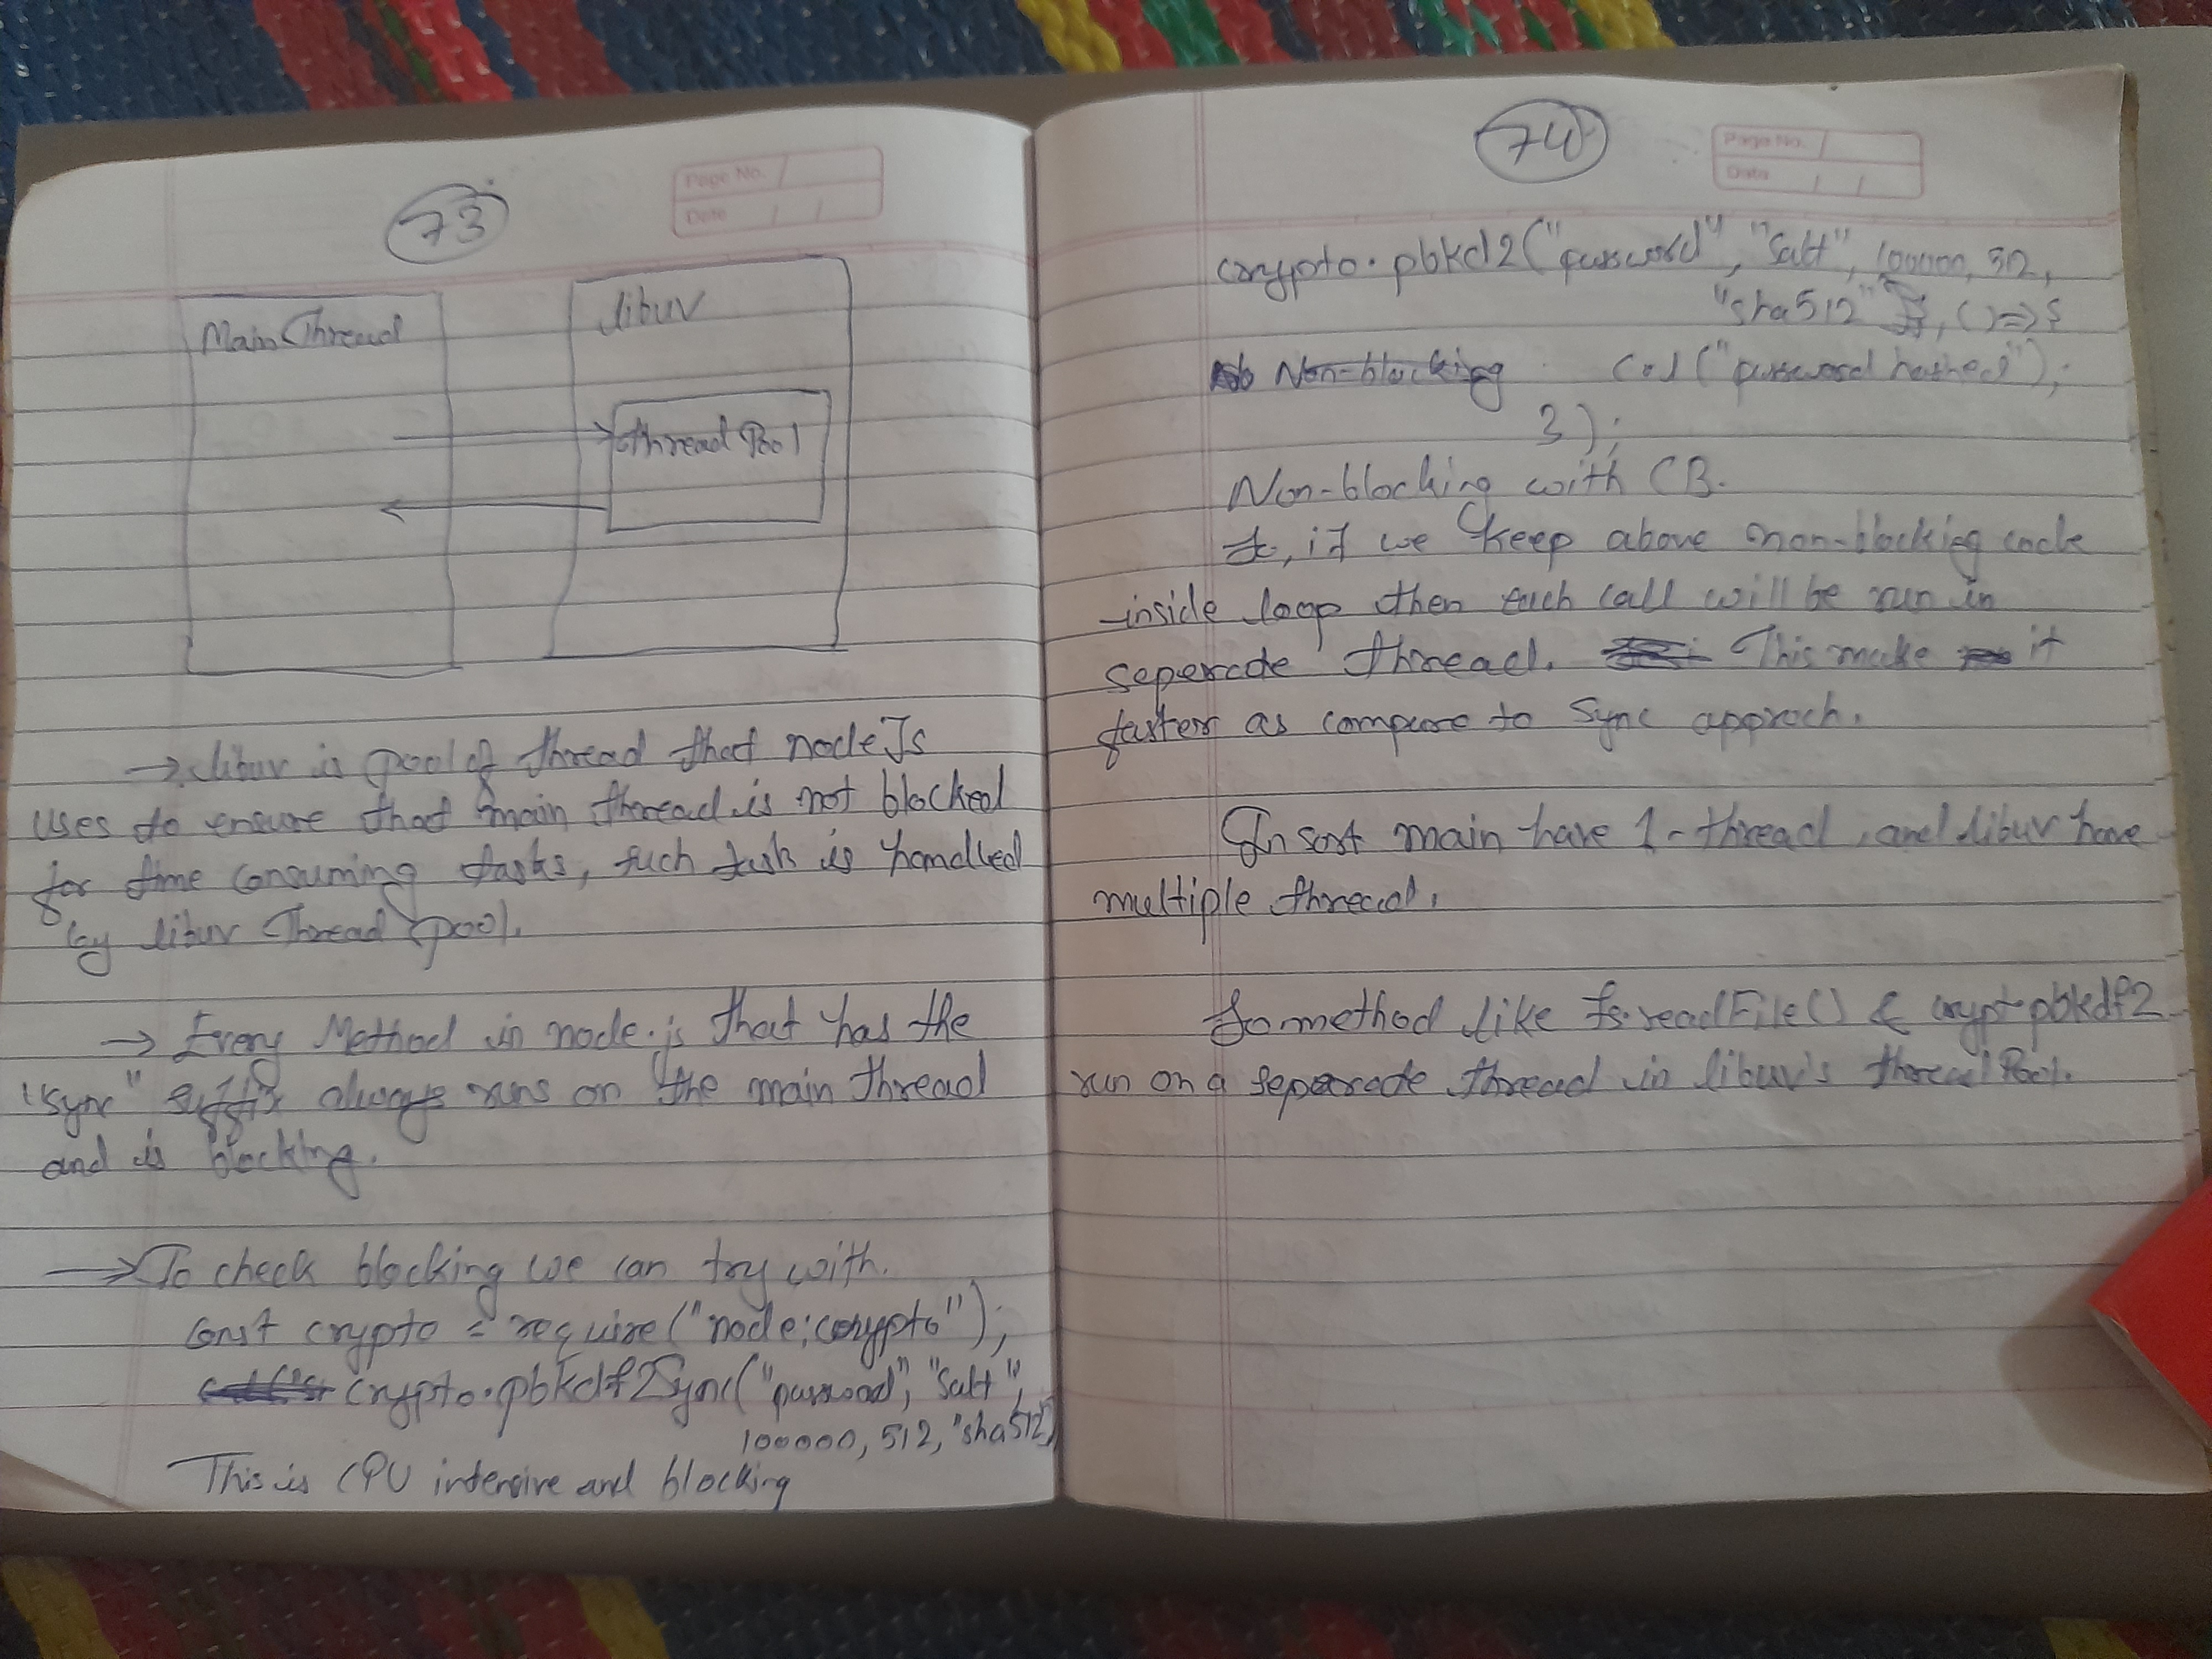 73
Page No.
Date
Main Thread
libuv
thread Pool
→ libuv is pool of thread that node Js
uses to ensure that main thread is not blocked
for time consuming tasks, such task is handled
by libuv Thread pool.
→ Every Method in node.js that has the
"sync" suffix always runs on the main thread
and is blocking.
→ To check blocking we can try with.
const crypto = require("node:crypto");
crypto.pbkdf2Sync("password", "Salt",
100000, 512, "sha512")
This is CPU intensive and blocking
74
Page No.
Date
crypto.pbkd2("password", "Salt", 100000, 512,
"sha512", () => {
Non-blocking c.l("password hashed");
});
Non-blocking with CB.
So, if we keep above non-blocking code
inside loop then each call will be run in
seperate thread. This make it
faster as compare to Sync approch.
In sort main have 1-thread, and libuv have
multiple thread.
So method like fs.readFile() & crypt.pbkdf2
run on a seperate thread in libuv's thread Pool.